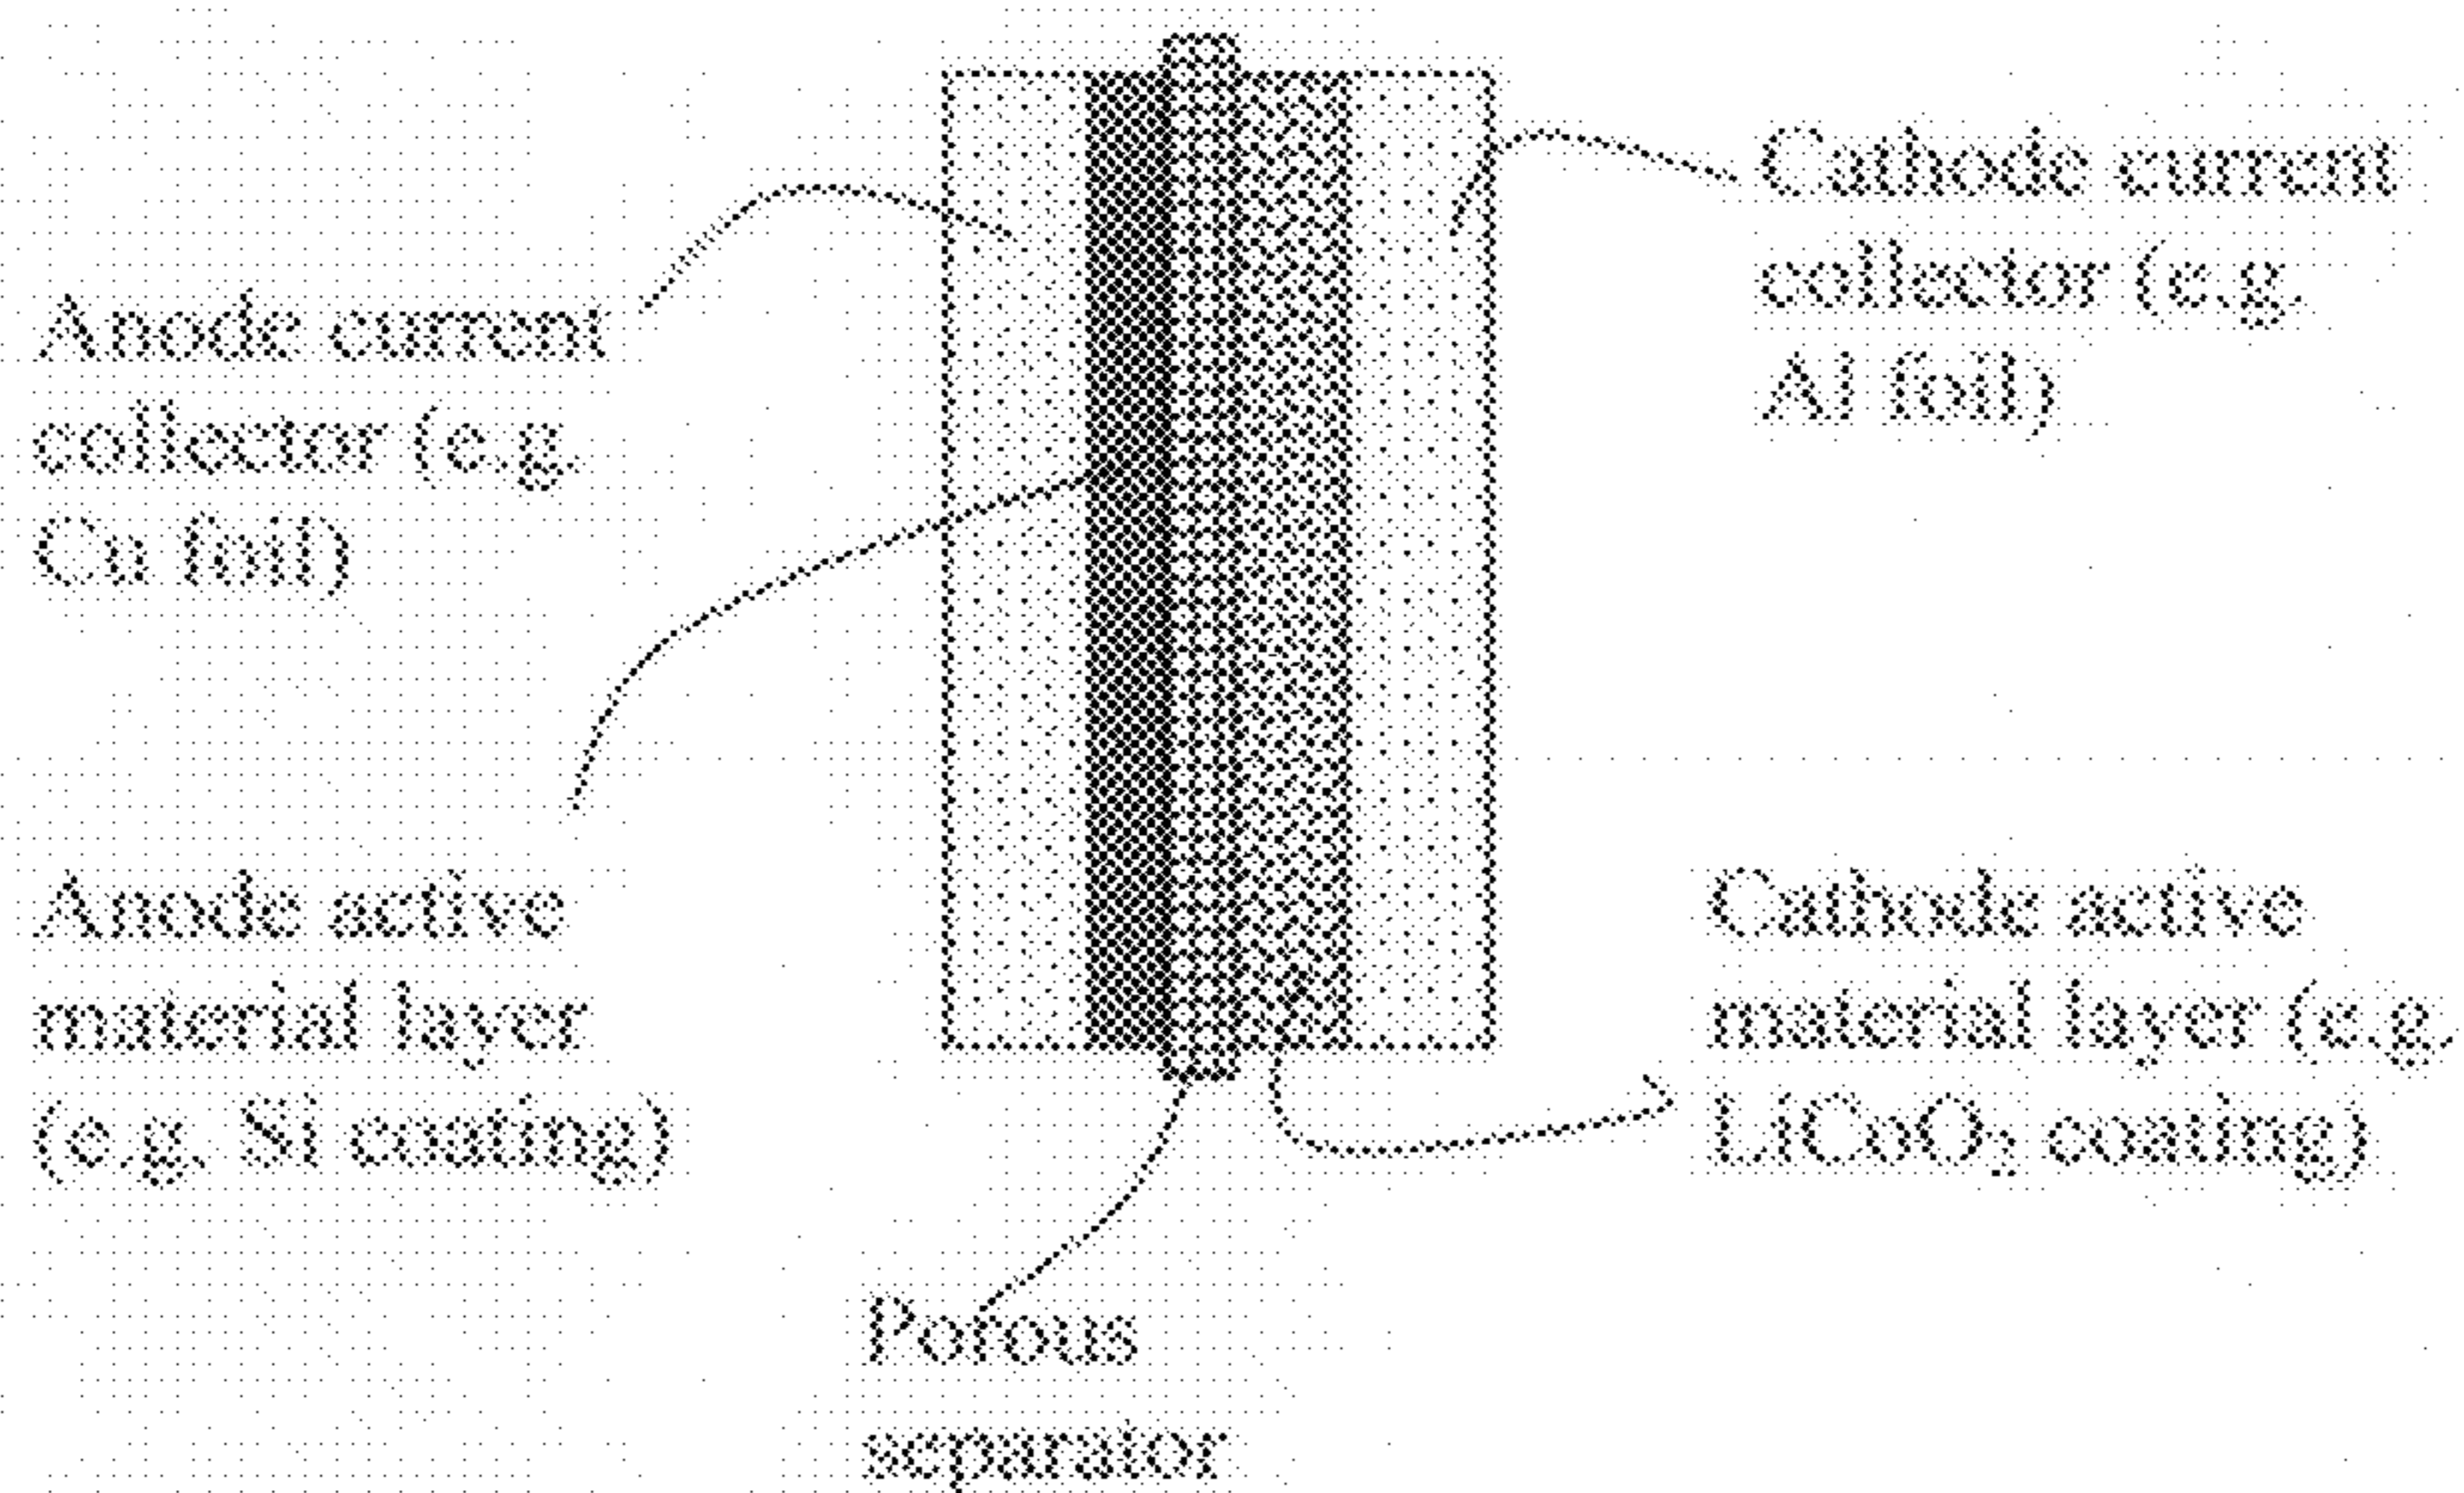 Cathode current
collector (e.g.
Al foil)
Anode current
collector (e.g.
Cu foil)
Anode active
material layer
(e.g. Si coating)
Cathode active
material layer (e.g.
LiCoO₂ coating)
Porous
separator